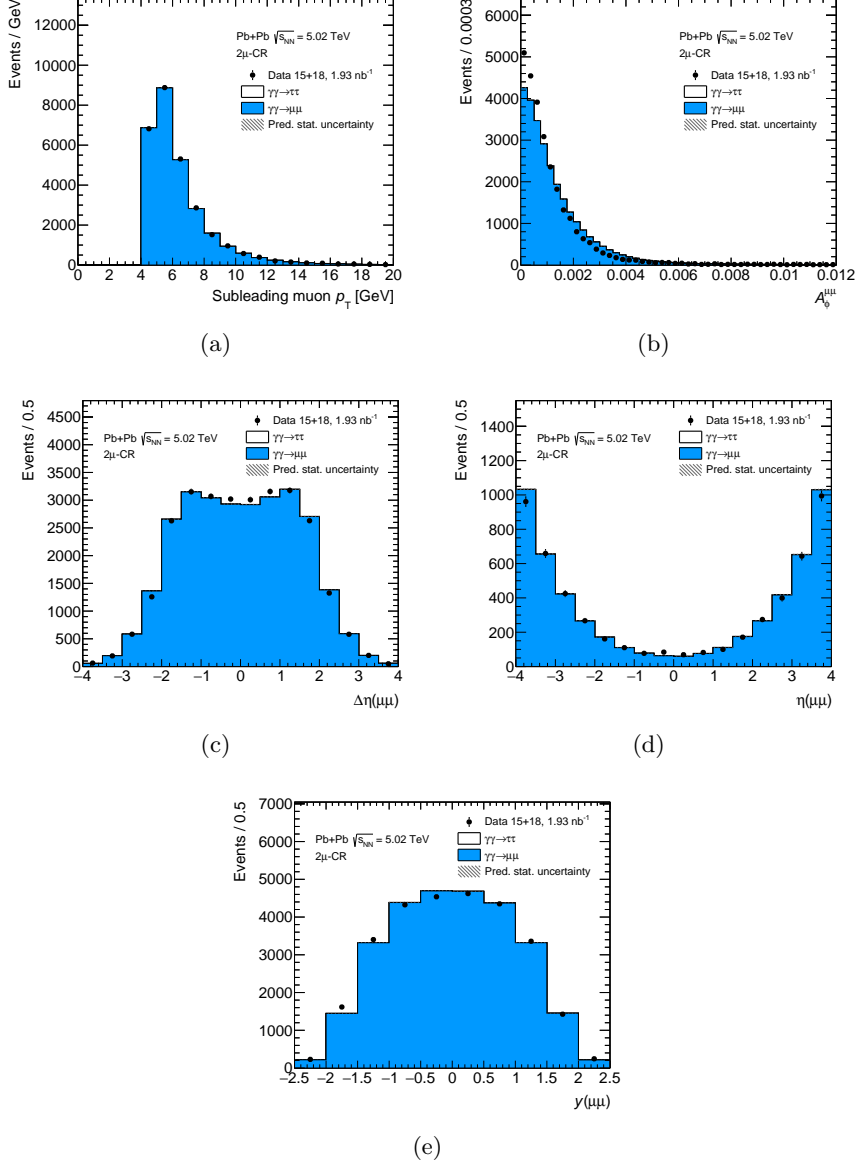 Events / GeV
12000
10000
8000
6000
4000
2000
0
Pb+Pb √sNN = 5.02 TeV
2μ-CR
Data 15+18, 1.93 nb-1
γγ→ττ
γγ→μμ
Pred. stat. uncertainty
0 2 4 6 8 10 12 14 16 18 20
Subleading muon pT [GeV]
(a)
Events / 0.0003
6000
5000
4000
3000
2000
1000
0
Pb+Pb √sNN = 5.02 TeV
2μ-CR
Data 15+18, 1.93 nb-1
γγ→ττ
γγ→μμ
Pred. stat. uncertainty
0 0.002 0.004 0.006 0.008 0.01 0.012
Aϕμμ
(b)
Events / 0.5
4500
4000
3500
3000
2500
2000
1500
1000
500
0
Pb+Pb √sNN = 5.02 TeV
2μ-CR
Data 15+18, 1.93 nb-1
γγ→ττ
γγ→μμ
Pred. stat. uncertainty
−4 −3 −2 −1 0 1 2 3 4
Δη(μμ)
(c)
Events / 0.5
1400
1200
1000
800
600
400
200
0
Pb+Pb √sNN = 5.02 TeV
2μ-CR
Data 15+18, 1.93 nb-1
γγ→ττ
γγ→μμ
Pred. stat. uncertainty
−4 −3 −2 −1 0 1 2 3 4
η(μμ)
(d)
Events / 0.5
7000
6000
5000
4000
3000
2000
1000
0
Pb+Pb √sNN = 5.02 TeV
2μ-CR
Data 15+18, 1.93 nb-1
γγ→ττ
γγ→μμ
Pred. stat. uncertainty
−2.5 −2 −1.5 −1 −0.5 0 0.5 1 1.5 2 2.5
y(μμ)
(e)